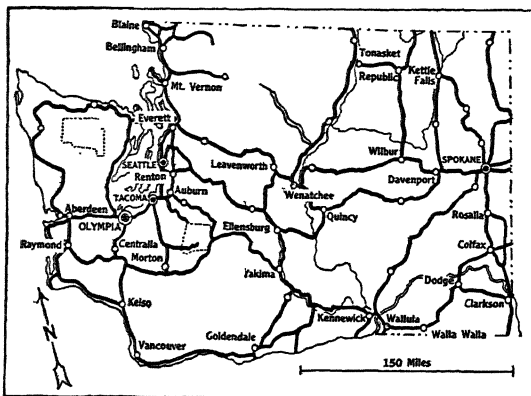 Blaine
Bellingham
Tonasket
Republic
Kettle
Falls
Mt. Vernon
Everett
SEATTLE
Renton
Leavenworth
Wilbur
SPOKANE
Davenport
TACOMA
Auburn
Wenatchee
Quincy
Rosalia
Aberdeen
OLYMPIA
Ellensburg
Colfax
Raymond
Centralia
Morton
Yakima
Dodge
Clarkson
Kelso
Kennewick
Wallula
Goldendale
Walla Walla
Vancouver
N
150 Miles